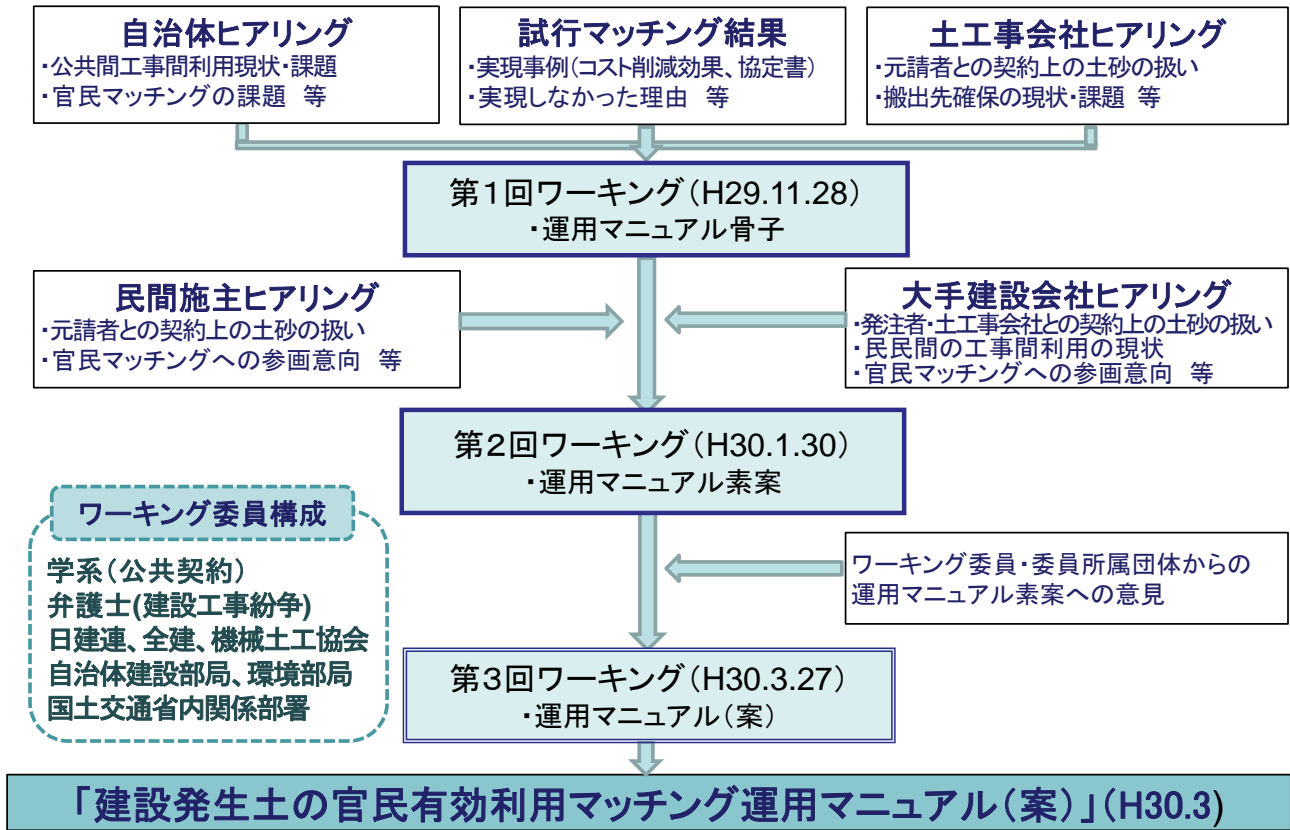 自治体ヒアリング
・公共間工事間利用現状・課題
・官民マッチングの課題 等
試行マッチング結果
・実現事例(コスト削減効果、協定書)
・実現しなかった理由 等
土工事会社ヒアリング
・元請者との契約上の土砂の扱い
・搬出先確保の現状・課題 等
第1回ワーキング(H29.11.28)
・運用マニュアル骨子
民間施主ヒアリング
・元請者との契約上の土砂の扱い
・官民マッチングへの参画意向 等
大手建設会社ヒアリング
・発注者・土工事会社との契約上の土砂の扱い
・民民間の工事間利用の現状
・官民マッチングへの参画意向 等
第2回ワーキング(H30.1.30)
・運用マニュアル素案
ワーキング委員構成
学系(公共契約)
弁護士(建設工事紛争)
日建連、全建、機械土工協会
自治体建設部局、環境部局
国土交通省内関係部署
ワーキング委員・委員所属団体からの
運用マニュアル素案への意見
第3回ワーキング(H30.3.27)
・運用マニュアル(案)
「建設発生土の官民有効利用マッチング運用マニュアル(案)」(H30.3)